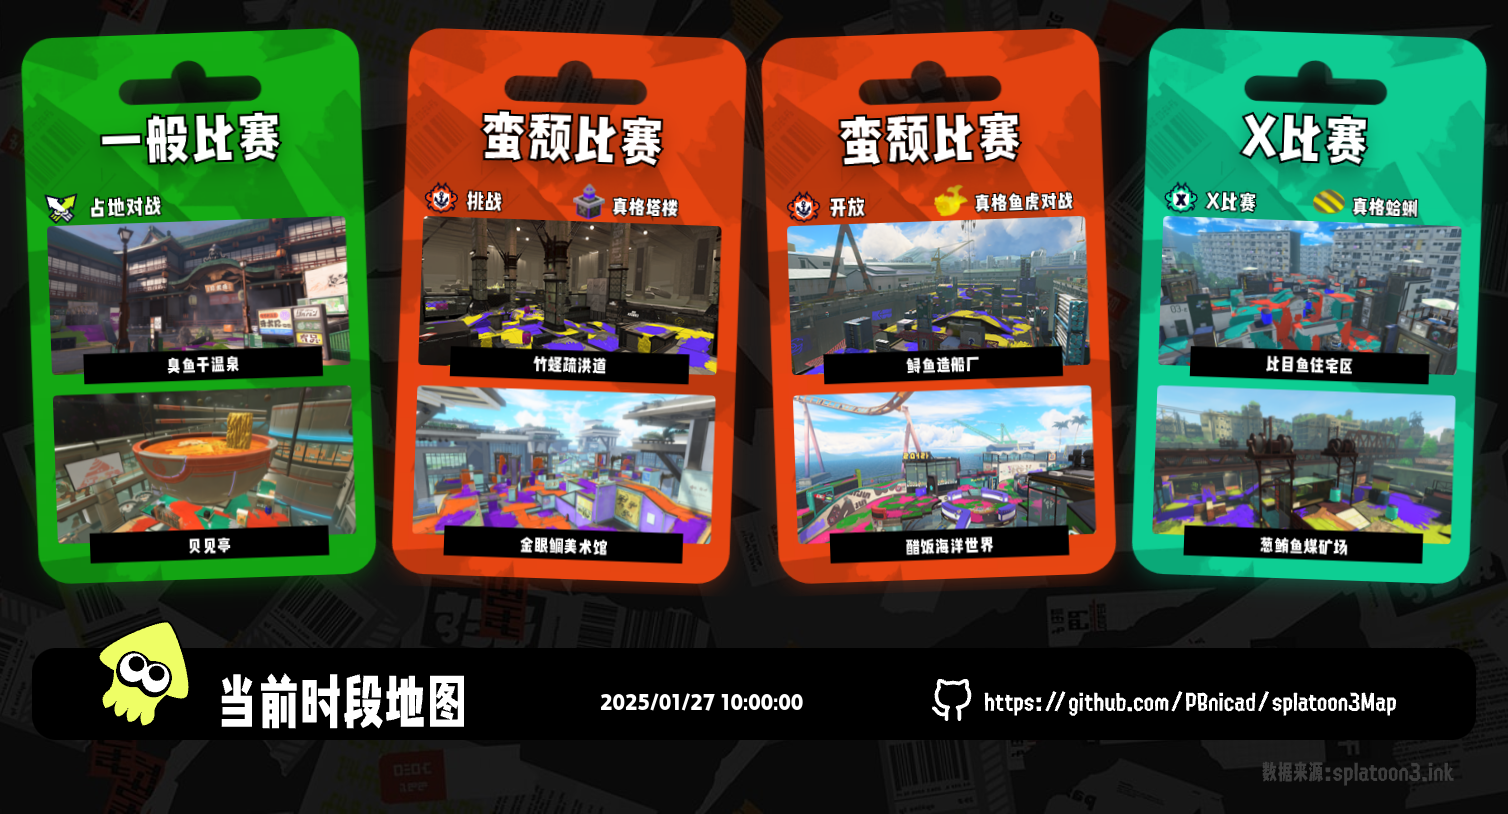 一般比赛
占地对战
臭鱼干温泉
贝见亭
蛮颓比赛
挑战
真格塔楼
竹蛏疏洪道
金眼鲷美术馆
蛮颓比赛
开放
真格鱼虎对战
鲟鱼造船厂
醋饭海洋世界
X比赛
X比赛
真格蛤蜊
比目鱼住宅区
葱鲔鱼煤矿场
当前时段地图
2025/01/27 10:00:00
https://github.com/PBnicad/splatoon3Map
数据来源:splatoon3.ink